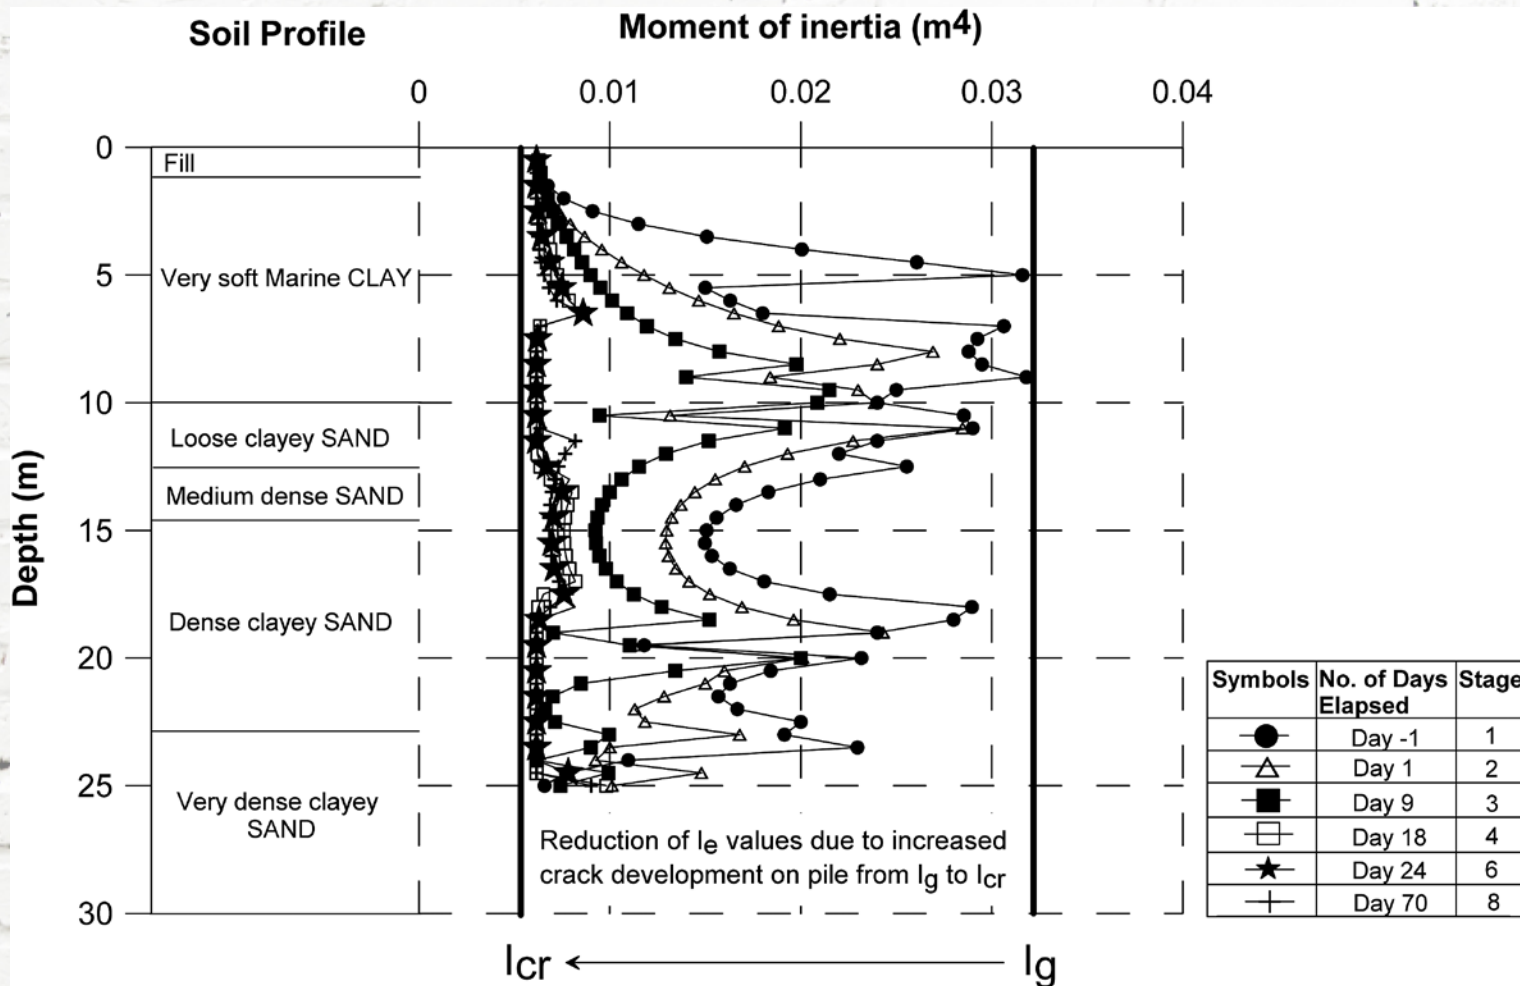 Soil Profile
Moment of inertia (m4)
0 0.01 0.02 0.03 0.04
Depth (m)
0
5
10
15
20
25
30
Fill
Very soft Marine CLAY
Loose clayey SAND
Medium dense SAND
Dense clayey SAND
Very dense clayey
SAND
Reduction of Ie values due to increased
crack development on pile from Ig to Icr
Icr Ig
Symbols No. of Days Stage
Elapsed
Day -1 1
Day 1 2
Day 9 3
Day 18 4
Day 24 6
Day 70 8